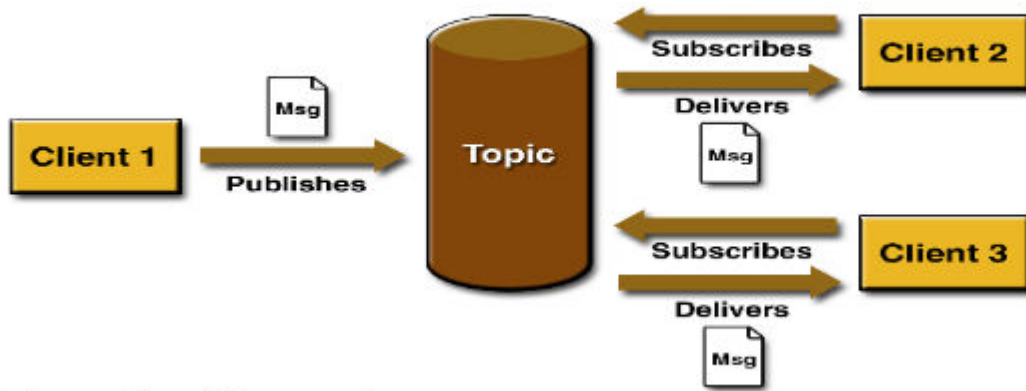 Client 1
Msg
Publishes
Topic
Subscribes
Client 2
Delivers
Msg
Subscribes
Client 3
Delivers
Msg